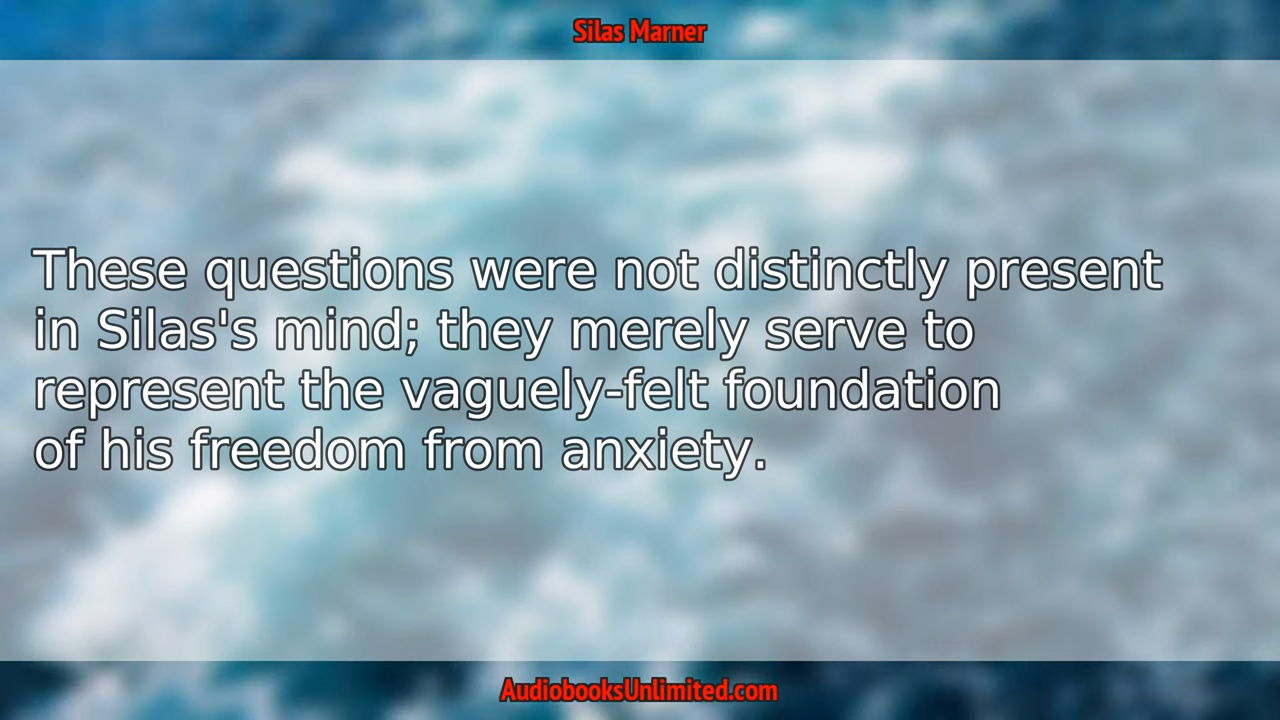 Silas Marner
These questions were not distinctly present
in Silas's mind; they merely serve to
represent the vaguely-felt foundation
of his freedom from anxiety.
AudiobooksUnlimited.com